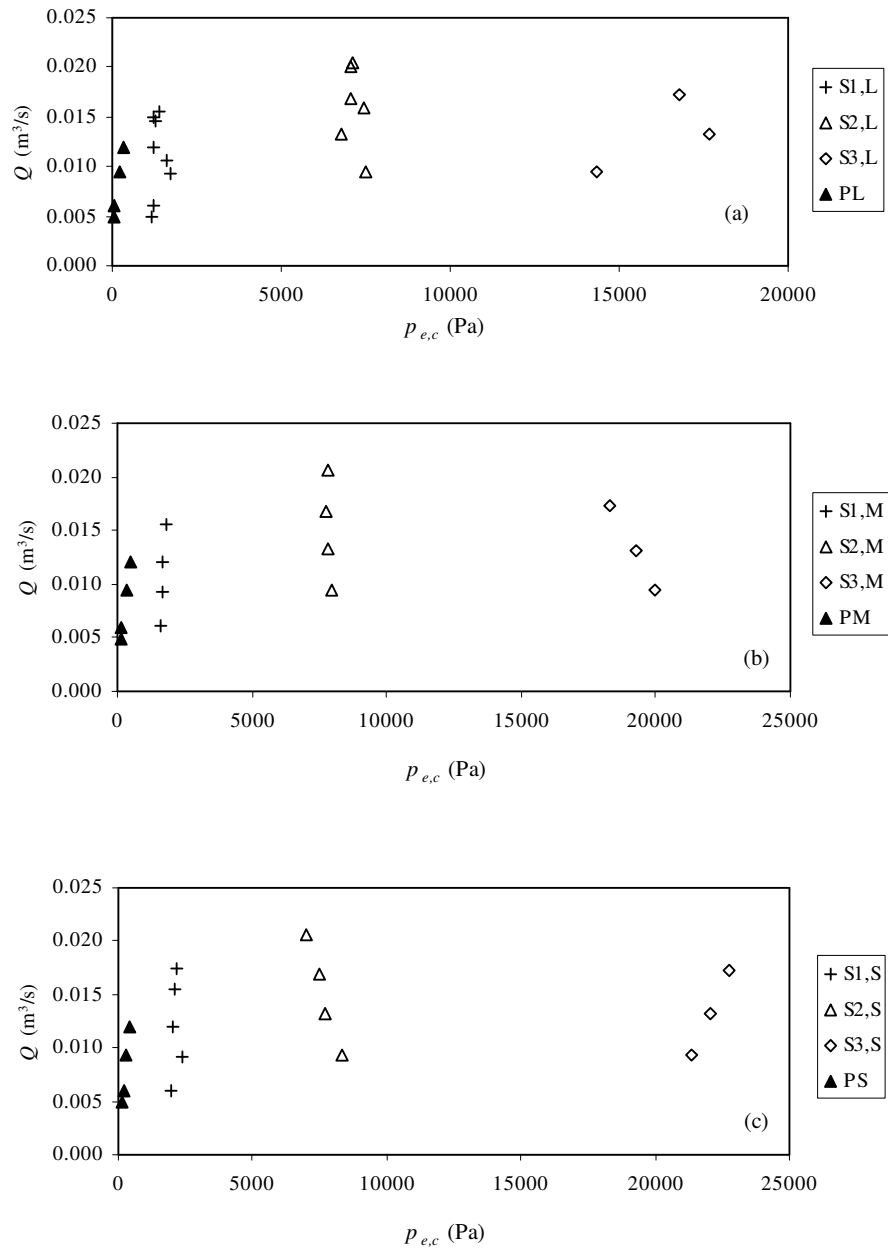 0.025
0.020
0.015
0.010
0.005
0.000
Q (m³/s)
0 5000 10000 15000 20000
p e,c (Pa)
(a)
S1,L
S2,L
S3,L
PL
0.025
0.020
0.015
0.010
0.005
0.000
Q (m³/s)
0 5000 10000 15000 20000 25000
p e,c (Pa)
(b)
S1,M
S2,M
S3,M
PM
0.025
0.020
0.015
0.010
0.005
0.000
Q (m³/s)
0 5000 10000 15000 20000 25000
p e,c (Pa)
(c)
S1,S
S2,S
S3,S
PS